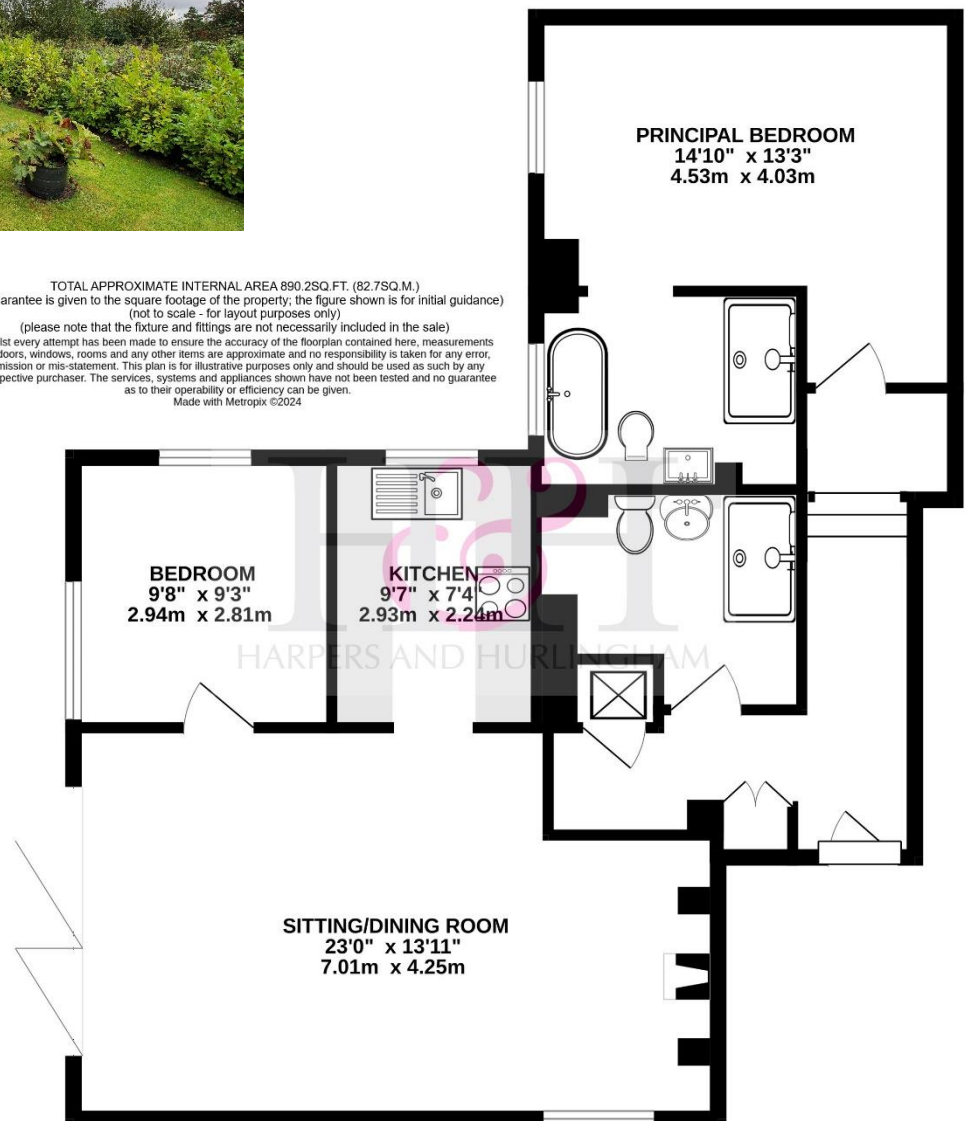 PRINCIPAL BEDROOM
14'10" x 13'3"
4.53m x 4.03m
TOTAL APPROXIMATE INTERNAL AREA 890.2SQ.FT. (82.7SQ.M.)
is given to the square footage of the property; the figure shown is for initial guidance)
(not to scale - for layout purposes only)
(please note that the fixture and fittings are not necessarily included in the sale)
every attempt has been made to ensure the accuracy of the floorplan contained here, measurements
doors, windows, rooms and any other items are approximate and no responsibility is taken for any error,
or mis-statement. This plan is for illustrative purposes only and should be used as such by any
purchaser. The services, systems and appliances shown have not been tested and no guarantee
as to their operability or efficiency can be given.
Made with Metropix ©2024
BEDROOM
9'8" x 9'3"
2.94m x 2.81m
KITCHEN
9'7" x 7'4"
2.93m x 2.24m
H&H
HARPERS AND HURLINGHAM
SITTING/DINING ROOM
23'0" x 13'11"
7.01m x 4.25m